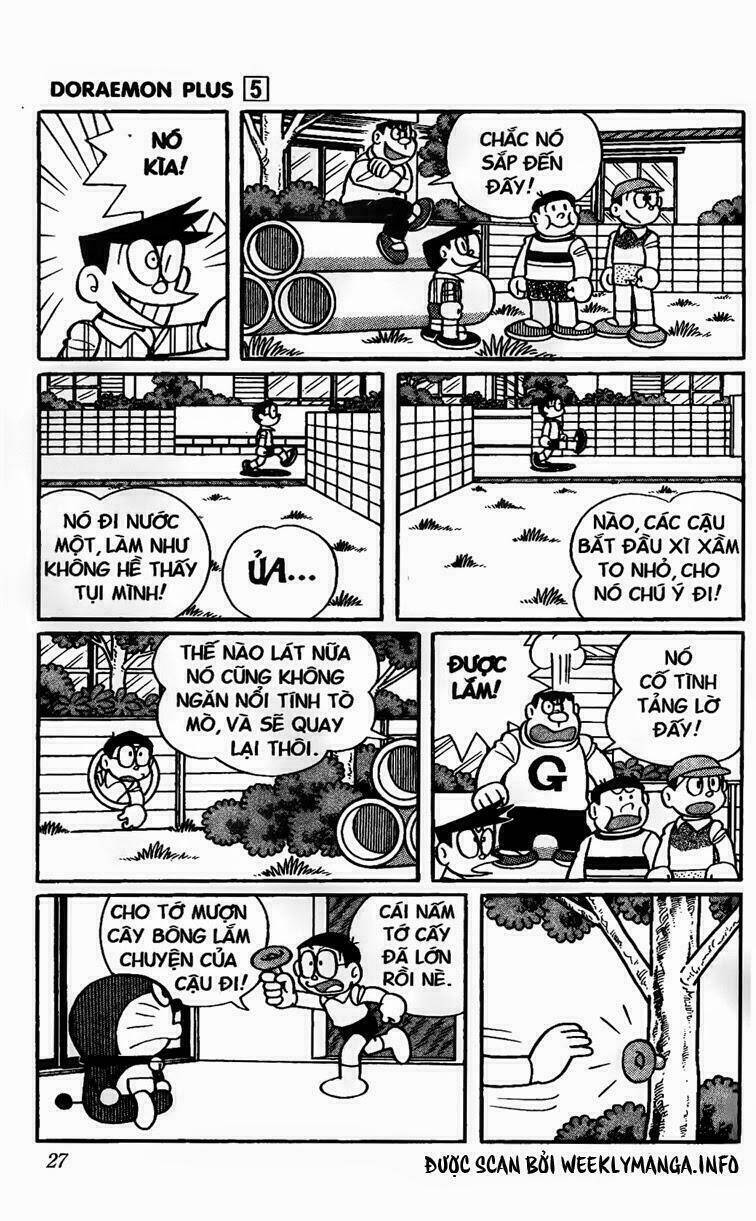 DORAEMON PLUS 5
NÓ
KÌA!
CHẮC NÓ
SẮP ĐẾN
ĐẤY!
NÓ ĐI NƯỚC
MỘT, LÀM NHƯ
KHÔNG HỀ THẤY
TỤI MÌNH!
ỦA...
NÀO, CÁC CẬU
BẮT ĐẦU XÌ XẦM
TO NHỎ, CHO
NÓ CHÚ Ý ĐI!
THẾ NÀO LÁT NỮA
NÓ CŨNG KHÔNG
NGĂN NỔI TÍNH TÒ
MÒ, VÀ SẼ QUAY
LẠI THÔI.
ĐƯỢC
LẮM!
NÓ
CỐ TÌNH
TẢNG LỜ
ĐẤY!
G
CHO TỚ MƯỢN
CÂY BÔNG LẮM
CHUYỆN CỦA
CẬU ĐI!
CÁI NẤM
TỚ CẤY
ĐÃ LỚN
RỒI NÈ.
27
ĐƯỢC SCAN BỞI WEEKLYMANGA.INFO